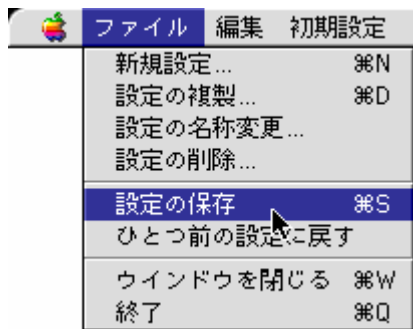 ファイル 編集 初期設定
新規設定... ⌘N
設定の複製... ⌘D
設定の名称変更...
設定の削除...
設定の保存 ⌘S
ひとつ前の設定に戻す
ウインドウを閉じる ⌘W
終了 ⌘Q